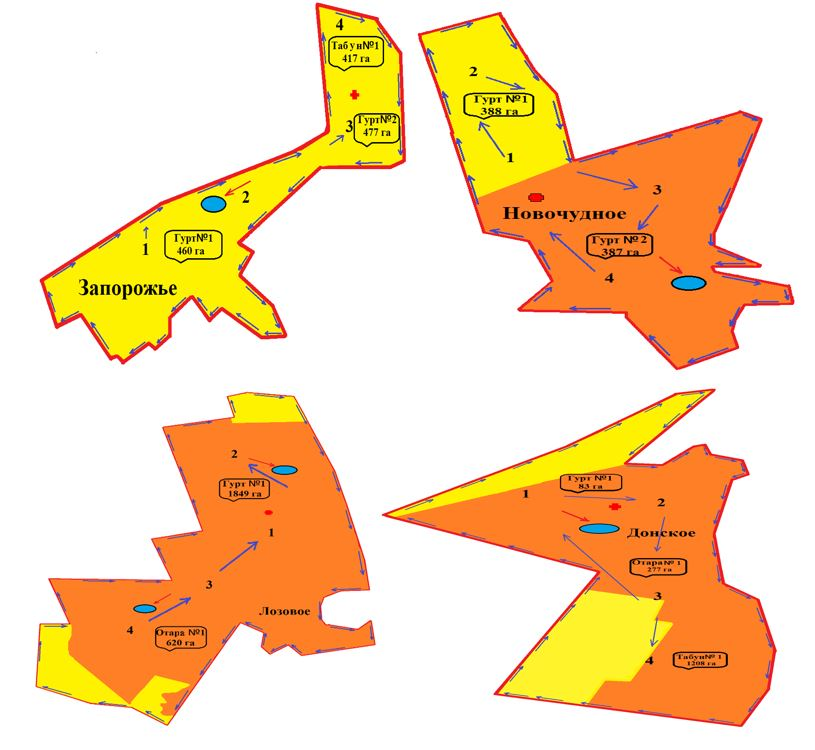 4
Табун№1
417 га
3
Гурт№2
477 га
2
1
Гурт№1
460 га
Запорожье
2
Гурт №1
388 га
1
3
Новочудное
Гурт №2
387 га
4
2
Гурт №1
1849 га
1
3
Лозовое
4
Отара №1
620 га
Гурт №1
83 га
1
2
Донское
Отара№ 1
277 га
3
4
Табун№ 1
1208 га